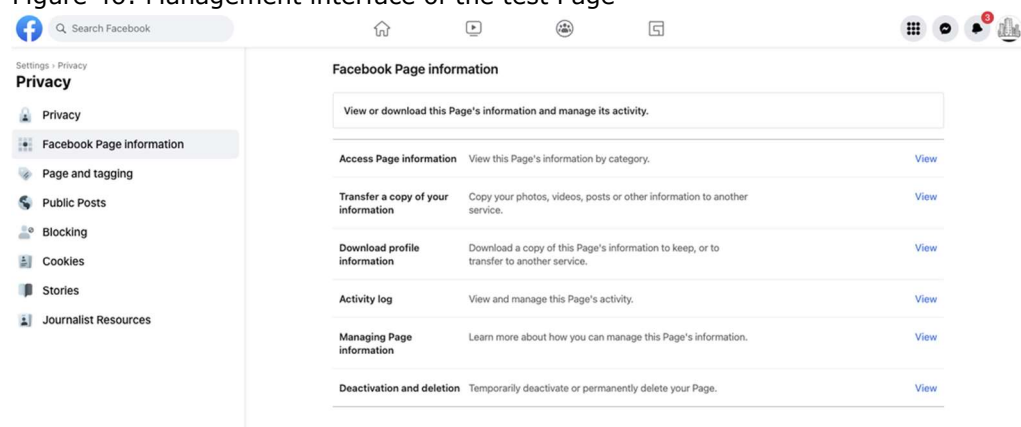 Figure 40: Management interface of the test Page
Search Facebook
3
Settings › Privacy
Privacy
Privacy
Facebook Page information
Page and tagging
Public Posts
Blocking
Cookies
Stories
Journalist Resources
Facebook Page information
View or download this Page's information and manage its activity.
Access Page information View this Page's information by category. View
Transfer a copy of your Copy your photos, videos, posts or other information to another View
information service.
Download profile Download a copy of this Page's information to keep, or to View
information transfer to another service.
Activity log View and manage this Page's activity. View
Managing Page Learn more about how you can manage this Page's information. View
information
Deactivation and deletion Temporarily deactivate or permanently delete your Page. View